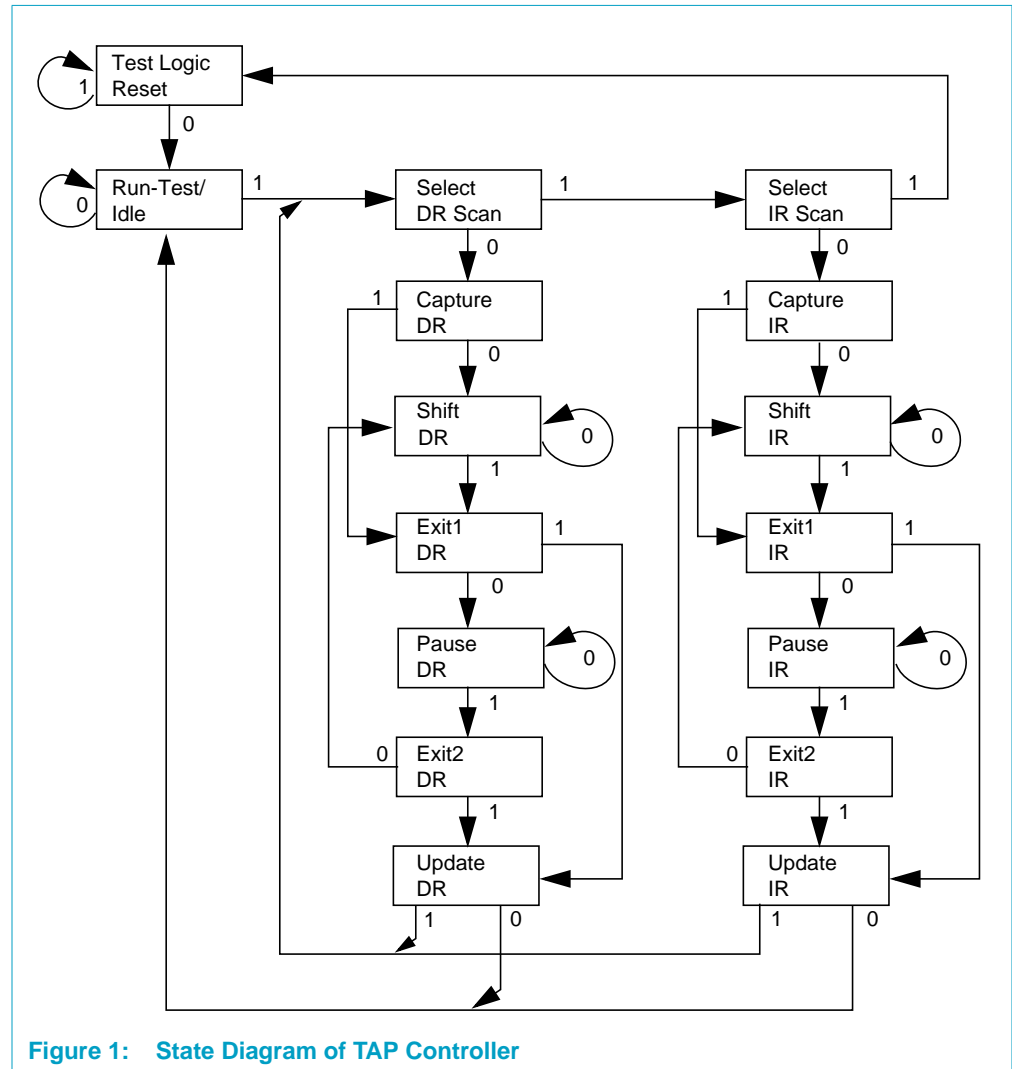 Test Logic
Reset
1
0
Run-Test/
Idle
0
1
Select
DR Scan
1
Select
IR Scan
1
0
0
Capture
DR
1
0
Capture
IR
1
0
Shift
DR
0
1
Shift
IR
0
1
Exit1
DR
1
0
Exit1
IR
1
0
Pause
DR
0
1
Pause
IR
0
1
Exit2
DR
0
1
Exit2
IR
0
1
Update
DR
1
0
Update
IR
1
0
Figure 1: State Diagram of TAP Controller